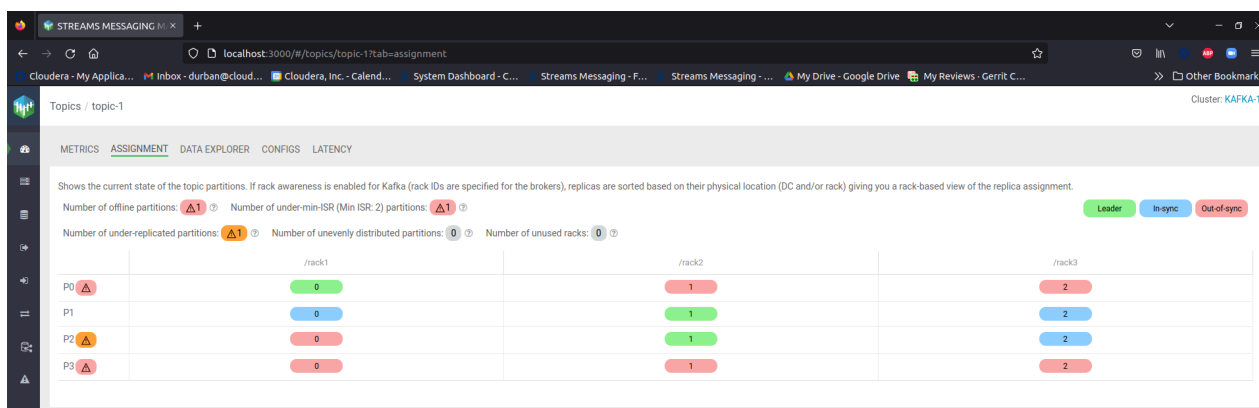 STREAMS MESSAGING M
localhost:3000/#/topics/topic-1?tab=assignment
ABP
Cloudera - My Applica... Inbox - durban@cloud... Cloudera, Inc. - Calend... System Dashboard - C... Streams Messaging - F... Streams Messaging - ... My Drive - Google Drive My Reviews · Gerrit C... Other Bookmark
Topics / topic-1 Cluster: KAFKA-1
METRICS ASSIGNMENT DATA EXPLORER CONFIGS LATENCY
Shows the current state of the topic partitions. If rack awareness is enabled for Kafka (rack IDs are specified for the brokers), replicas are sorted based on their physical location (DC and/or rack) giving you a rack-based view of the replica assignment.
Number of offline partitions: 1 Number of under-min-ISR (Min ISR: 2) partitions: 1 Leader In-sync Out-of-sync
Number of under-replicated partitions: 1 Number of unevenly distributed partitions: 0 Number of unused racks: 0
/rack1 /rack2 /rack3
P0 0 1 2
P1 0 1 2
P2 0 1 2
P3 0 1 2